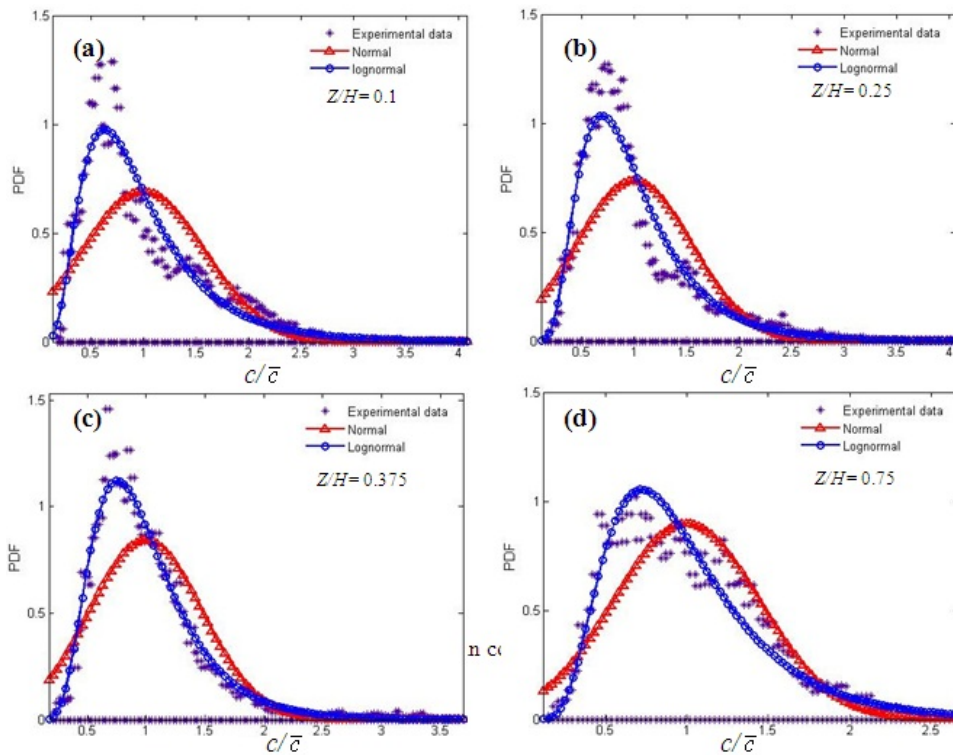 (a)
Experimental data
Normal
lognormal
Z/H = 0.1
PDF
1.5
1
0.5
0
0.5 1 1.5 2 2.5 3 3.5 4
C/c̅
(b)
Experimental data
Normal
Lognormal
Z/H = 0.25
PDF
1.5
1
0.5
0
0.5 1 1.5 2 2.5 3 3.5 4
C/c̅
(c)
Experimental data
Normal
Lognormal
Z/H = 0.375
PDF
1.5
1
0.5
0
0.5 1 1.5 2 2.5 3 3.5
C/c̅
n c
(d)
Experimental data
Normal
Lognormal
Z/H = 0.75
PDF
1.5
1
0.5
0
0.5 1 1.5 2 2.5
C/c̅